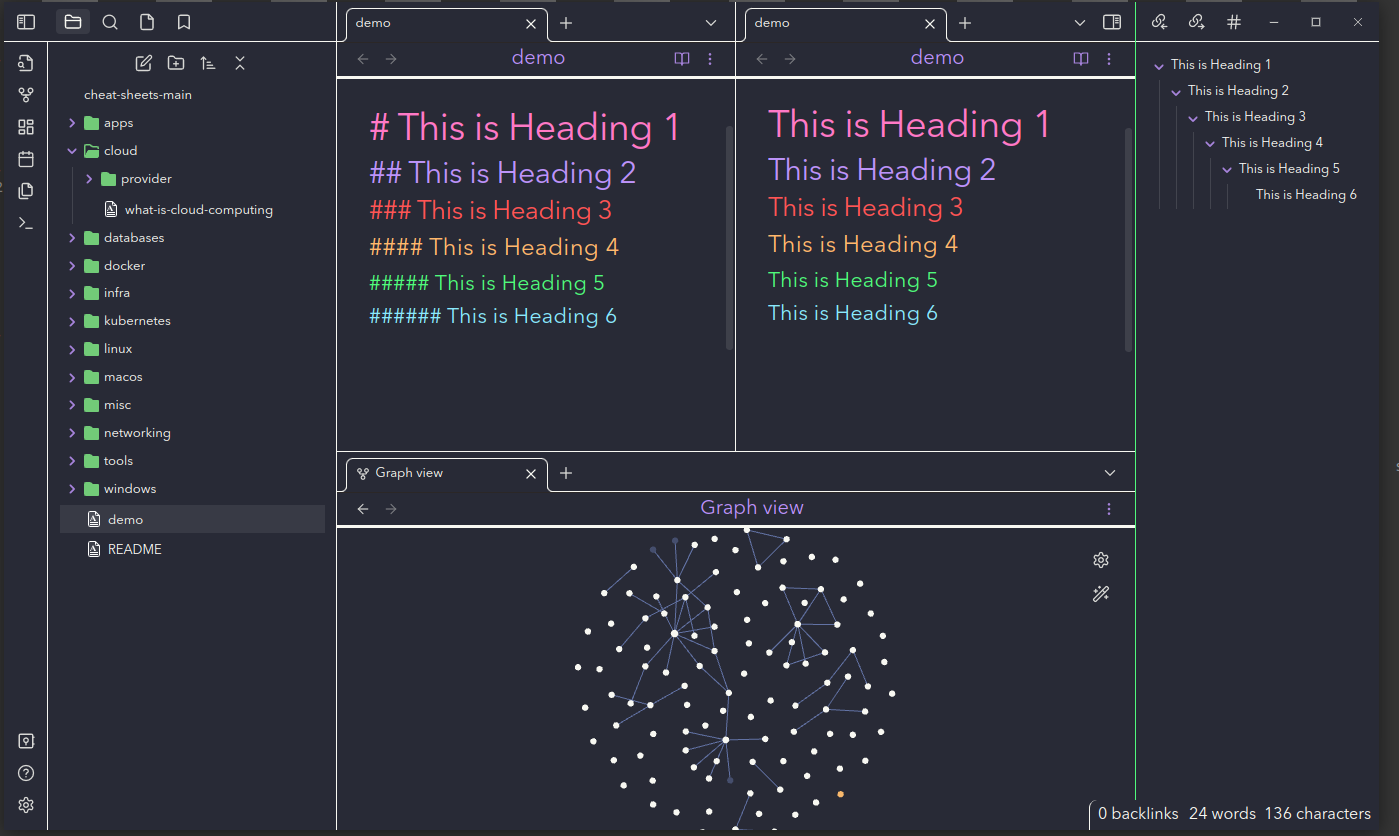 demo
demo
demo
demo
cheat-sheets-main
apps
cloud
provider
what-is-cloud-computing
databases
docker
infra
kubernetes
linux
macos
misc
networking
tools
windows
demo
README
# This is Heading 1
## This is Heading 2
### This is Heading 3
#### This is Heading 4
##### This is Heading 5
###### This is Heading 6
This is Heading 1
This is Heading 2
This is Heading 3
This is Heading 4
This is Heading 5
This is Heading 6
This is Heading 1
This is Heading 2
This is Heading 3
This is Heading 4
This is Heading 5
This is Heading 6
Graph view
Graph view
0 backlinks 24 words 136 characters